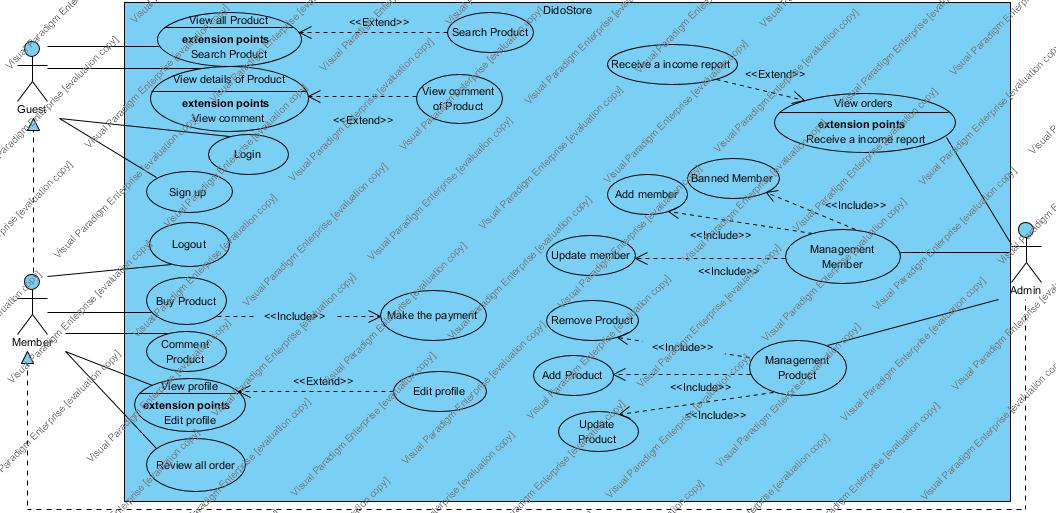 DidoStore
View all Product
extension points
Search Product
<<Extend>>
Search Product
View details of Product
extension points
View comment
<<Extend>>
View comment
of Product
Guest
Login
Sign up
Logout
Buy Product
<<Include>>
Make the payment
Member
Comment
Product
View profile
extension points
Edit profile
<<Extend>>
Edit profile
Review all order
Receive a income report
<<Extend>>
View orders
extension points
Receive a income report
Banned Member
Add member
<<Include>>
<<Include>>
Update member
<<Include>>
Management
Member
Admin
Remove Product
<<Include>>
Management
Product
Add Product
<<Include>>
<<Include>>
Update
Product
Visual Paradigm Enterprise [evaluation copy]